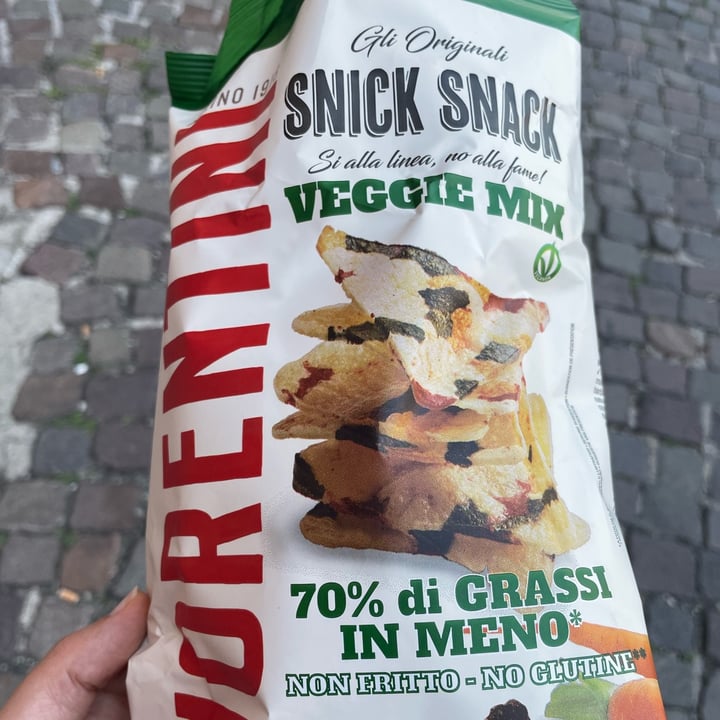 Gli Originali
SNICK SNACK
Si alla linea, no alla fame!
VEGGIE MIX
70% di GRASSI
IN MENO*
NON FRITTO - NO GLUTINE**